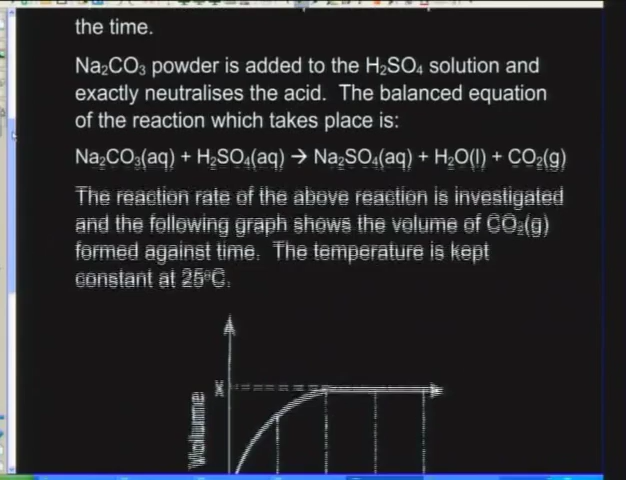 the time.
Na₂CO₃ powder is added to the H₂SO₄ solution and
exactly neutralises the acid. The balanced equation
of the reaction which takes place is:
Na₂CO₃(aq) + H₂SO₄(aq) → Na₂SO₄(aq) + H₂O(l) + CO₂(g)
The reaction rate of the above reaction is investigated
and the following graph shows the volume of CO₂(g)
formed against time. The temperature is kept
constant at 25°C.
X
Volume